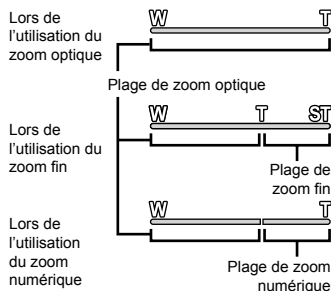 Lors de
l'utilisation du
zoom optique
W T
Plage de zoom optique
Lors de
l'utilisation du
zoom fin
W T ST
Plage de
zoom fin
Lors de
l'utilisation
du zoom
numérique
W T
Plage de zoom
numérique